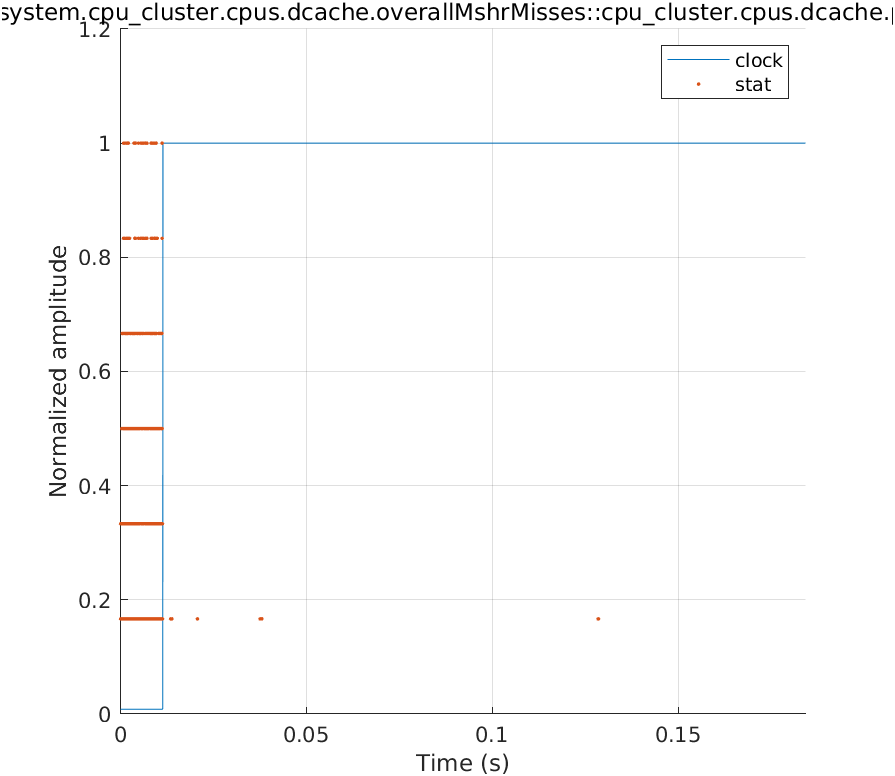 system.cpu_cluster.cpus.dcache.overallMshrMisses::cpu_cluster.cpus.dcache.p
1.2
clock
stat
1
0.8
0.6
0.4
0.2
0
Normalized amplitude
0
0.05
0.1
0.15
Time (s)